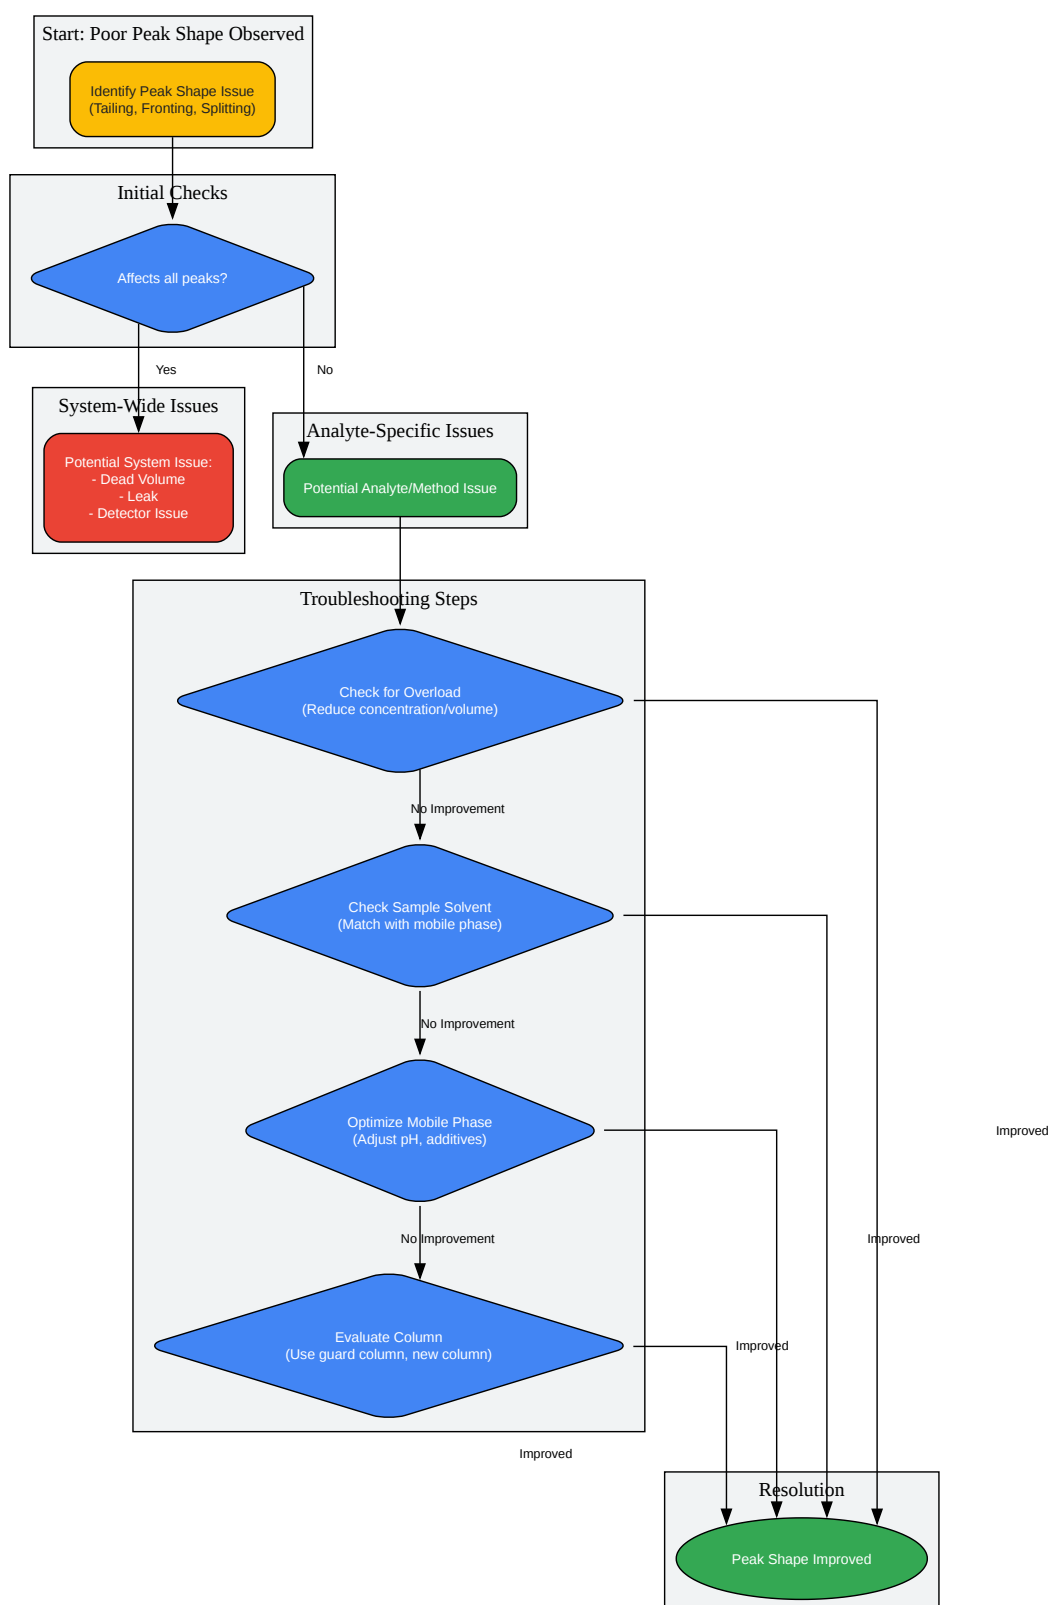 Start: Poor Peak Shape Observed
Identify Peak Shape Issue
(Tailing, Fronting, Splitting)
Initial Checks
Affects all peaks?
Yes
No
System-Wide Issues
Potential System Issue:
- Dead Volume
- Leak
- Detector Issue
Analyte-Specific Issues
Potential Analyte/Method Issue
Troubleshooting Steps
Check for Overload
(Reduce concentration/volume)
No Improvement
Check Sample Solvent
(Match with mobile phase)
No Improvement
Optimize Mobile Phase
(Adjust pH, additives)
Improved
No Improvement
Improved
Evaluate Column
(Use guard column, new column)
Improved
Improved
Resolution
Peak Shape Improved